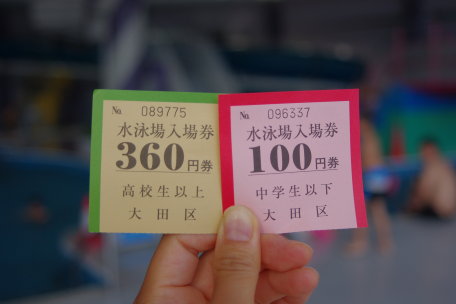 No. 089775
水泳場入場券
360円券
高校生以上
大田区
No. 096337
水泳場入場券
100円券
中学生以下
大田区